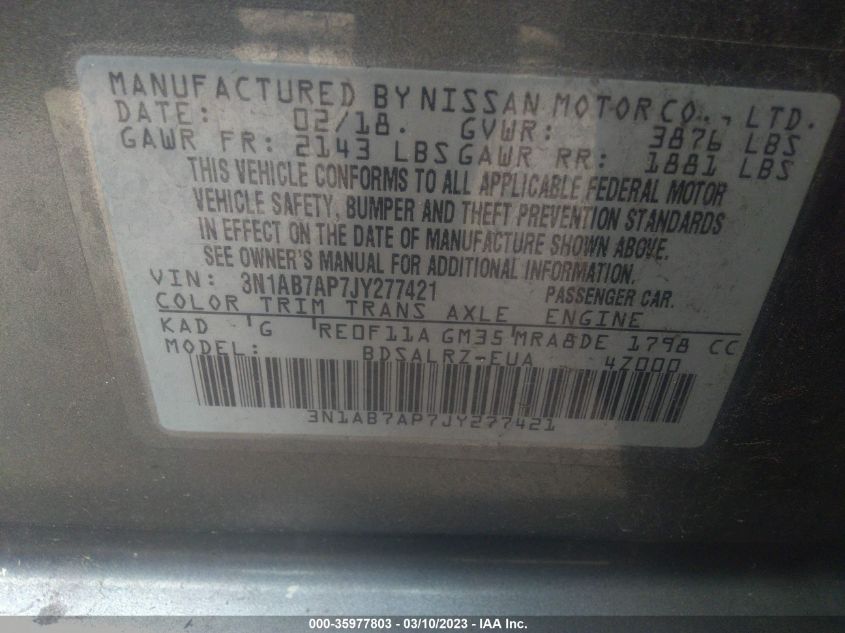 MANUFACTURED BY NISSAN MOTOR CO., LTD.
DATE: 02/18. GVWR: 3876 LBS
GAWR FR: 2143 LBS GAWR RR: 1881 LBS
THIS VEHICLE CONFORMS TO ALL APPLICABLE FEDERAL MOTOR
VEHICLE SAFETY, BUMPER AND THEFT PREVENTION STANDARDS
IN EFFECT ON THE DATE OF MANUFACTURE SHOWN ABOVE.
SEE OWNER'S MANUAL FOR ADDITIONAL INFORMATION.
VIN: 3N1AB7AP7JY277421 PASSENGER CAR.
COLOR TRIM TRANS AXLE ENGINE
KAD G RE0F11A GM35 MRA8DE 1798 CC
MODEL: BDSALRZ-EUA 4Z000
3N1AB7AP7JY277421
000-35977803 - 03/10/2023 - IAA Inc.